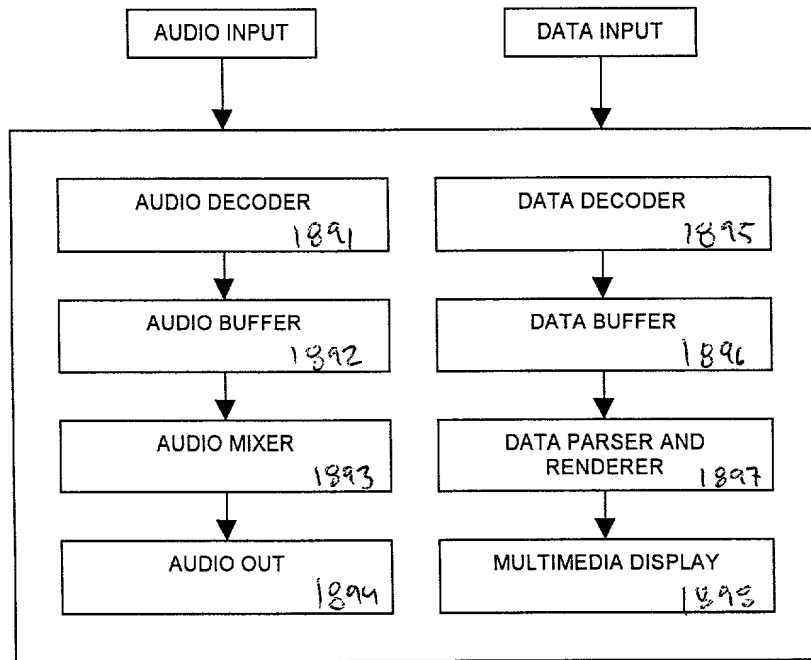 AUDIO INPUT
DATA INPUT
AUDIO DECODER
1891
DATA DECODER
1895
AUDIO BUFFER
1892
DATA BUFFER
1896
AUDIO MIXER
1893
DATA PARSER AND
RENDERER
1897
AUDIO OUT
1894
MULTIMEDIA DISPLAY
1898